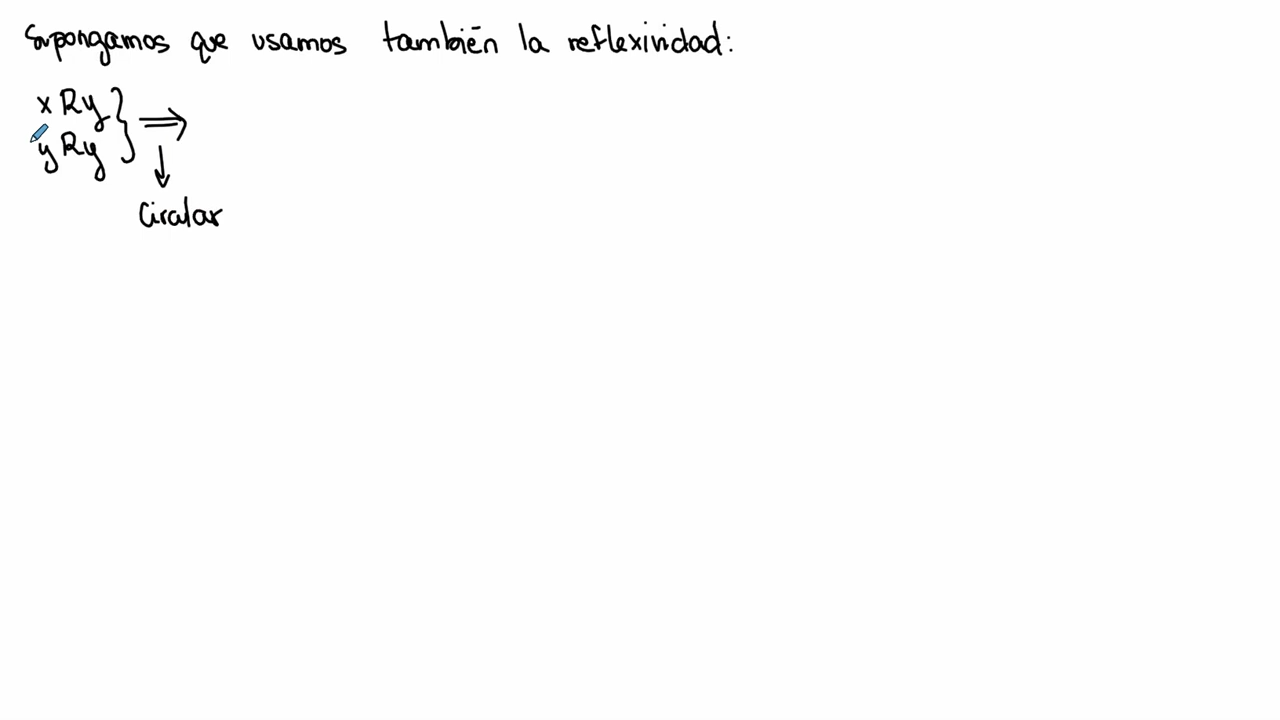 Supongamos que usamos también la reflexividad:
x R y } ⇒
y R y
↓
Circular